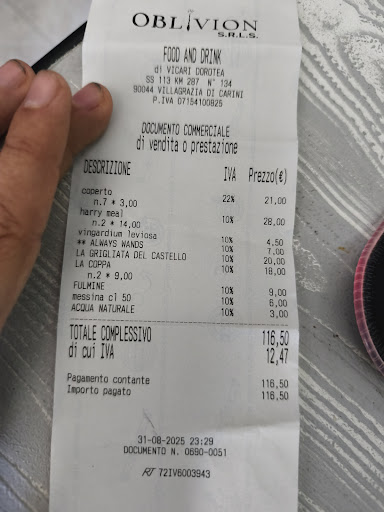 OBLIVION
S.R.L.S.
FOOD AND DRINK
di VICARI DOROTEA
SS 113 KM 287 N° 134
90044 VILLAGRAZIA DI CARINI
P.IVA 07154100825
DOCUMENTO COMMERCIALE
di vendita o prestazione
DESCRIZIONE IVA Prezzo(€)
coperto
n.7 * 3,00 22% 21,00
harry meal
n.2 * 14,00 10% 28,00
vingardium leviosa 10% 4,50
** ALWAYS WANDS 10% 7,00
LA GRIGLIATA DEL CASTELLO 10% 20,00
LA COPPA
n.2 * 9,00 10% 18,00
FULMINE 10% 9,00
messina cl 50 10% 6,00
ACQUA NATURALE 10% 3,00
TOTALE COMPLESSIVO 116,50
di cui IVA 12,47
Pagamento contante 116,50
Importo pagato 116,50
31-08-2025 23:29
DOCUMENTO N. 0690-0051
RT 72IV6003943